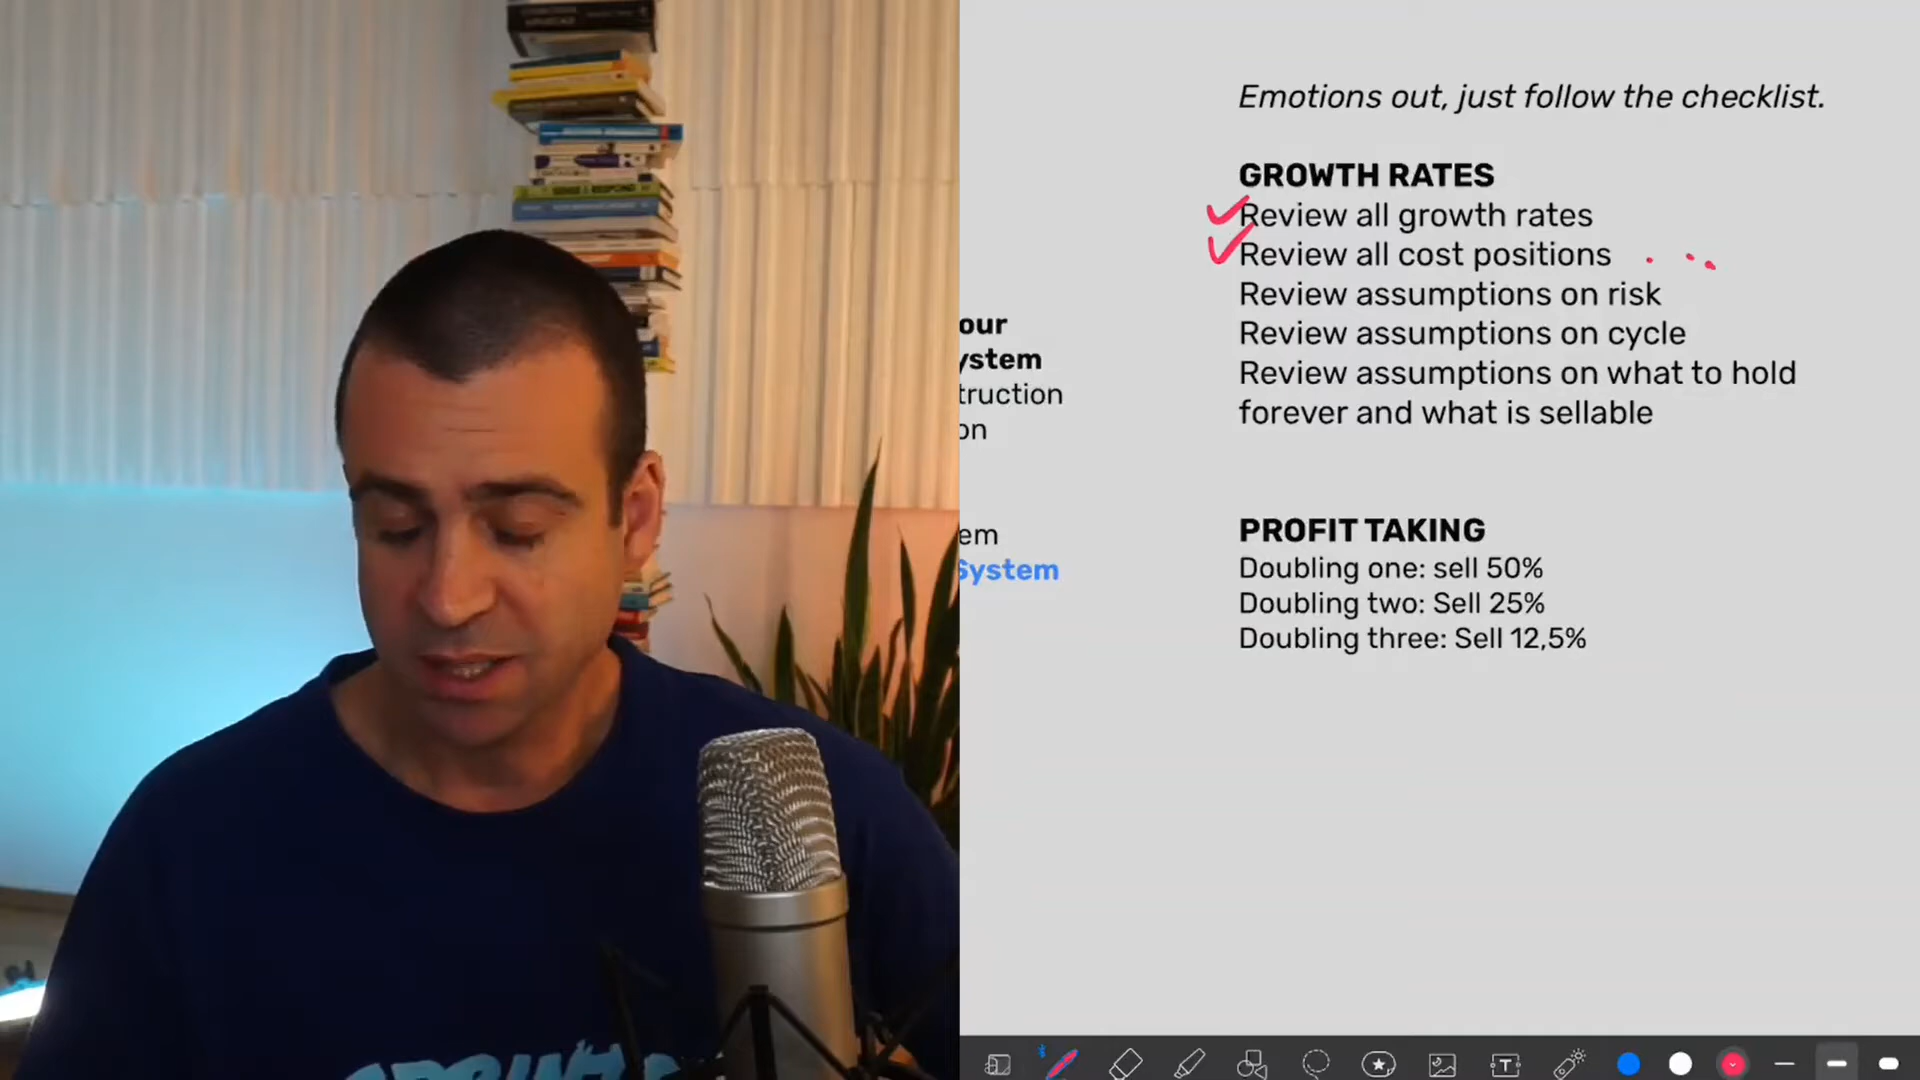 Emotions out, just follow the checklist.
GROWTH RATES
Review all growth rates
Review all cost positions
Review assumptions on risk
Review assumptions on cycle
Review assumptions on what to hold
forever and what is sellable
our
ystem
truction
on
em
System
PROFIT TAKING
Doubling one: sell 50%
Doubling two: Sell 25%
Doubling three: Sell 12,5%